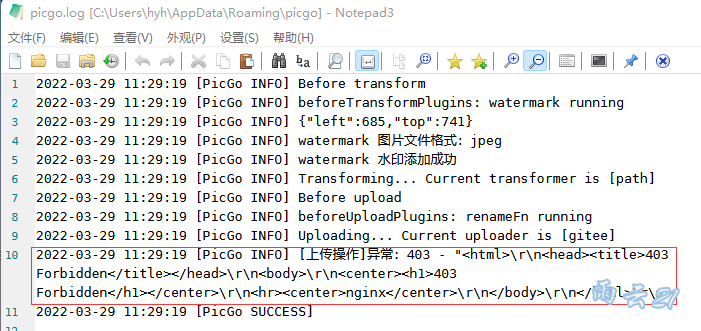 picgo.log [C:\Users\hyh\AppData\Roaming\picgo] - Notepad3
文件(F) 编辑(E) 查看(V) 外观(P) 设置(S) 帮助(H)
1 2022-03-29 11:29:19 [PicGo INFO] Before transform
2 2022-03-29 11:29:19 [PicGo INFO] beforeTransformPlugins: watermark running
3 2022-03-29 11:29:19 [PicGo INFO] {"left":685,"top":741}
4 2022-03-29 11:29:19 [PicGo INFO] watermark 图片文件格式: jpeg
5 2022-03-29 11:29:19 [PicGo INFO] watermark 水印添加成功
6 2022-03-29 11:29:19 [PicGo INFO] Transforming... Current transformer is [path]
7 2022-03-29 11:29:19 [PicGo INFO] Before upload
8 2022-03-29 11:29:19 [PicGo INFO] beforeUploadPlugins: renameFn running
9 2022-03-29 11:29:19 [PicGo INFO] Uploading... Current uploader is [gitee]
10 2022-03-29 11:29:19 [PicGo INFO] [上传操作]异常: 403 - "<html>\r\n<head><title>403
Forbidden</title></head>\r\n<body>\r\n<center><h1>403
Forbidden</h1></center>\r\n<hr><center>nginx</center>\r\n</body>\r\n</
雨云21
11 2022-03-29 11:29:19 [PicGo SUCCESS]
12